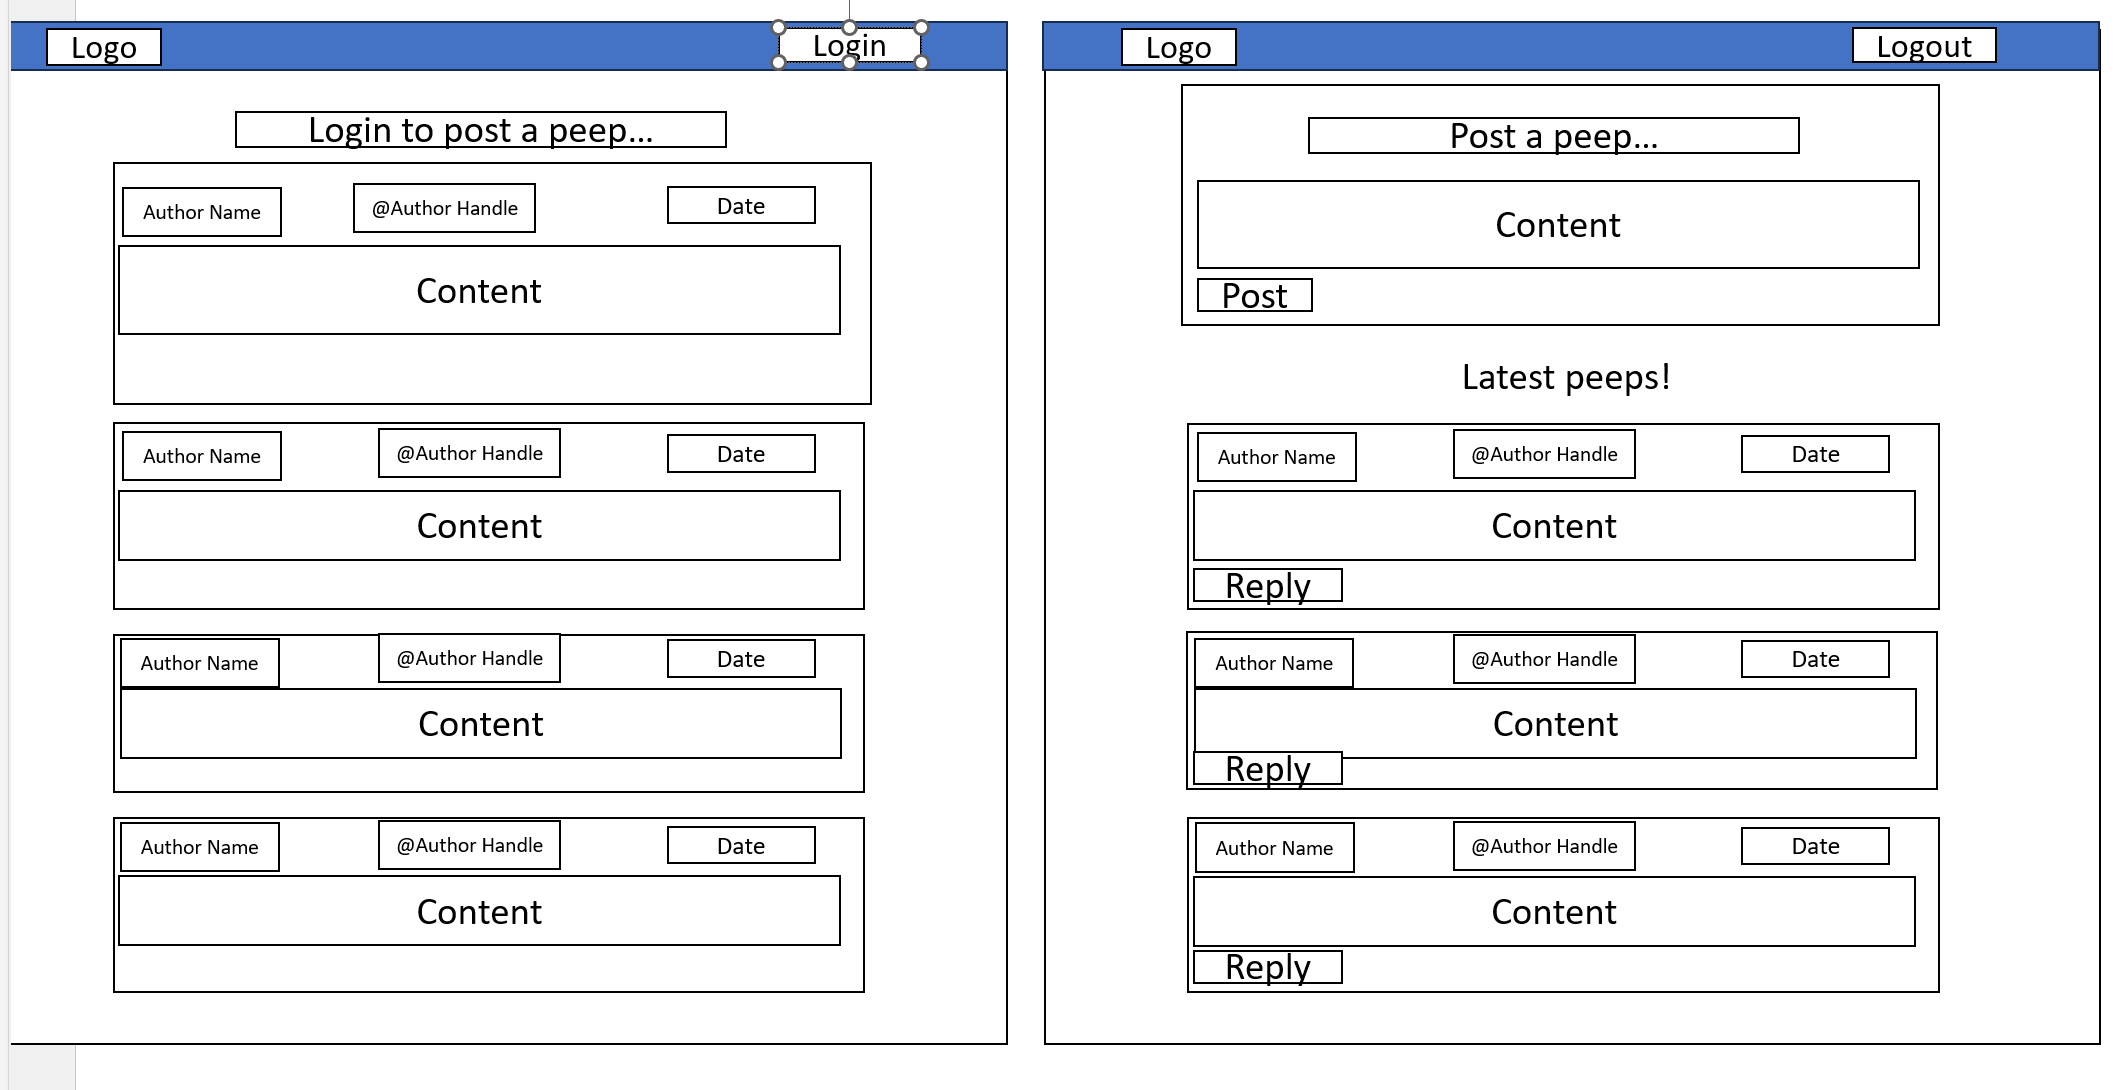 Logo
Login
Login to post a peep...
Author Name
@Author Handle
Date
Content
Author Name
@Author Handle
Date
Content
Author Name
@Author Handle
Date
Content
Author Name
@Author Handle
Date
Content
Logo
Logout
Post a peep...
Content
Post
Latest peeps!
Author Name
@Author Handle
Date
Content
Reply
Author Name
@Author Handle
Date
Content
Reply
Author Name
@Author Handle
Date
Content
Reply